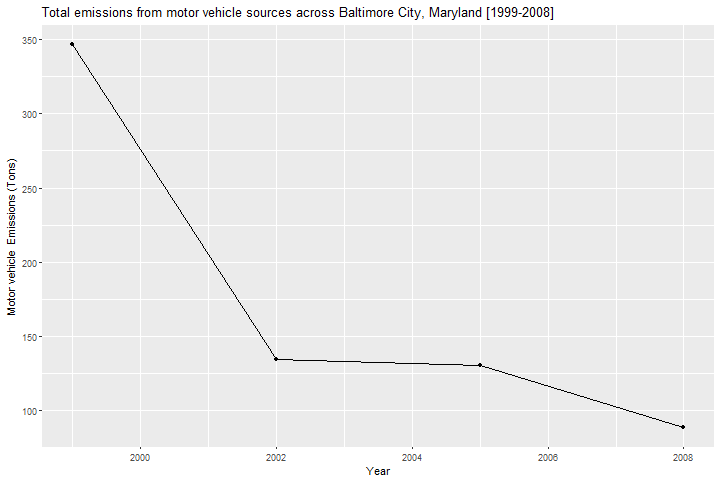 Total emissions from motor vehicle sources across Baltimore City, Maryland [1999-2008]
350
300
250
200
150
100
Motor vehicle Emissions (Tons)
2000 2002 2004 2006 2008
Year